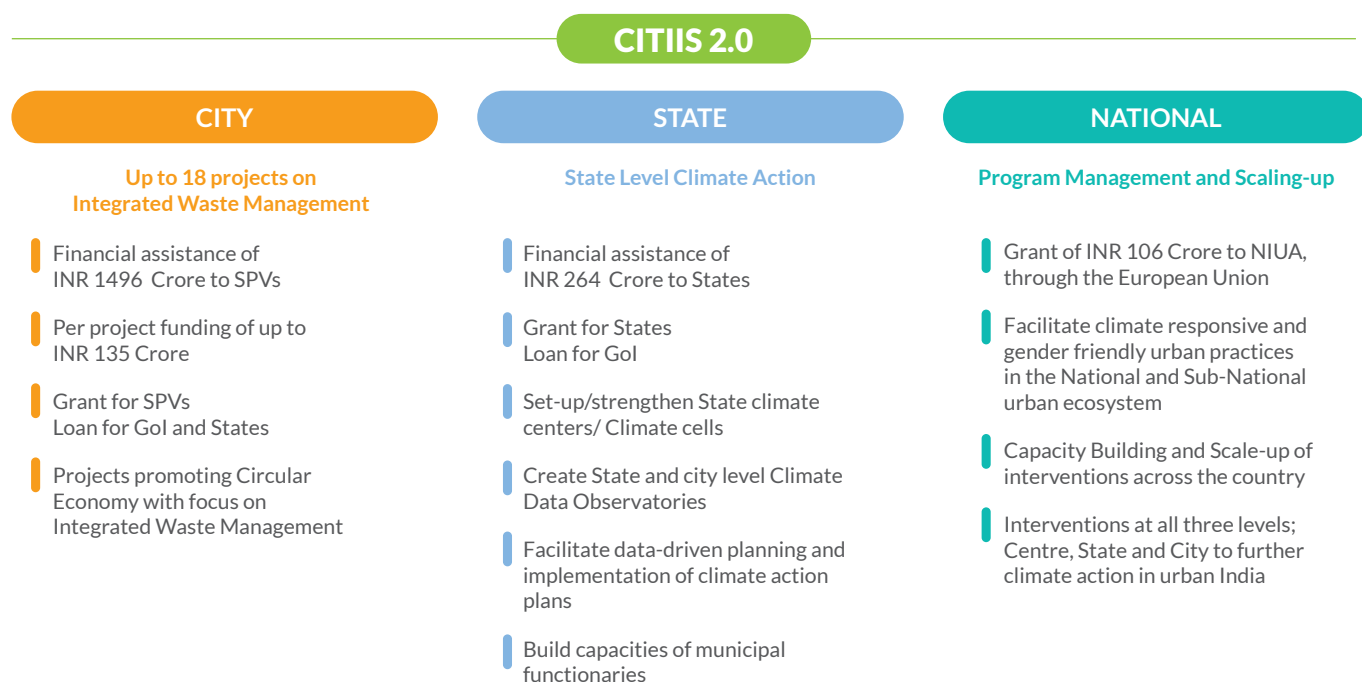 CITIIS 2.0
CITY
Up to 18 projects on
Integrated Waste Management
Financial assistance of
INR 1496 Crore to SPVs
Per project funding of up to
INR 135 Crore
Grant for SPVs
Loan for GoI and States
Projects promoting Circular
Economy with focus on
Integrated Waste Management
STATE
State Level Climate Action
Financial assistance of
INR 264 Crore to States
Grant for States
Loan for GoI
Set-up/strengthen State climate
centers/ Climate cells
Create State and city level Climate
Data Observatories
Facilitate data-driven planning and
implementation of climate action
plans
Build capacities of municipal
functionaries
NATIONAL
Program Management and Scaling-up
Grant of INR 106 Crore to NIUA,
through the European Union
Facilitate climate responsive and
gender friendly urban practices
in the National and Sub-National
urban ecosystem
Capacity Building and Scale-up of
interventions across the country
Interventions at all three levels;
Centre, State and City to further
climate action in urban India